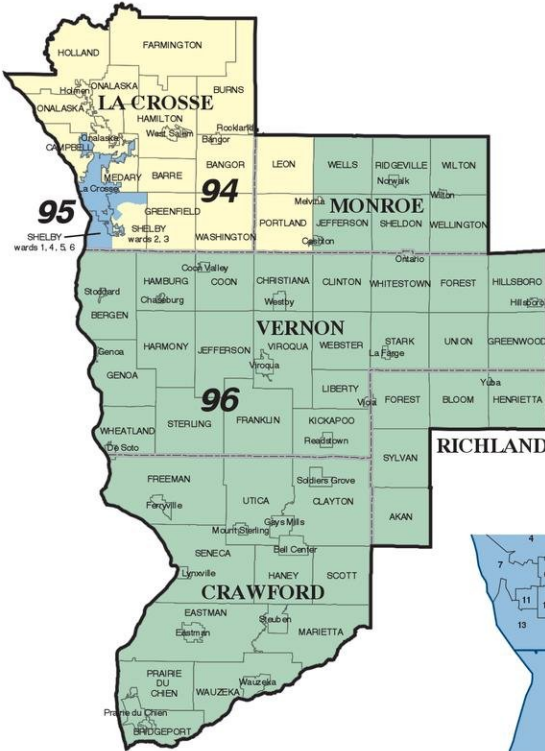 HOLLAND
FARMINGTON
Holmen
ONALASKA
ONALASKA
BURNS
LA CROSSE
HAMILTON
West Salem
Rockland
Onalaska
CAMPBELL
Bangor
BANGOR
LEON
WELLS
RIDGEVILLE
WILTON
Norwalk
MEDARY
BARRE
La Crosse
94
95
Melvina
MONROE
Wilton
GREENFIELD
SHELBY
wards 1, 4, 5, 6
SHELBY
wards 2, 3
WASHINGTON
PORTLAND
JEFFERSON
SHELDON
WELLINGTON
Cashton
Ontario
Coon Valley
Stoddard
HAMBURG
COON
CHRISTIANA
CLINTON
WHITESTOWN
FOREST
HILLSBORO
Chaseburg
Westby
Hillsboro
BERGEN
VERNON
Genoa
HARMONY
JEFFERSON
VIROQUA
WEBSTER
STARK
UNION
GREENWOOD
La Farge
Viroqua
GENOA
LIBERTY
Yuba
96
Viola
FOREST
BLOOM
HENRIETTA
WHEATLAND
STERLING
FRANKLIN
KICKAPOO
Readstown
De Soto
RICHLAND
SYLVAN
FREEMAN
Soldiers Grove
UTICA
CLAYTON
Ferryville
AKAN
Mount Sterling
Gays Mills
Bell Center
SENECA
Lynxville
HANEY
SCOTT
CRAWFORD
EASTMAN
Steuben
Eastman
MARIETTA
PRAIRIE
DU
CHIEN
WAUZEKA
Wauzeka
Prairie du Chien
BRIDGEPORT
4
7
11
13